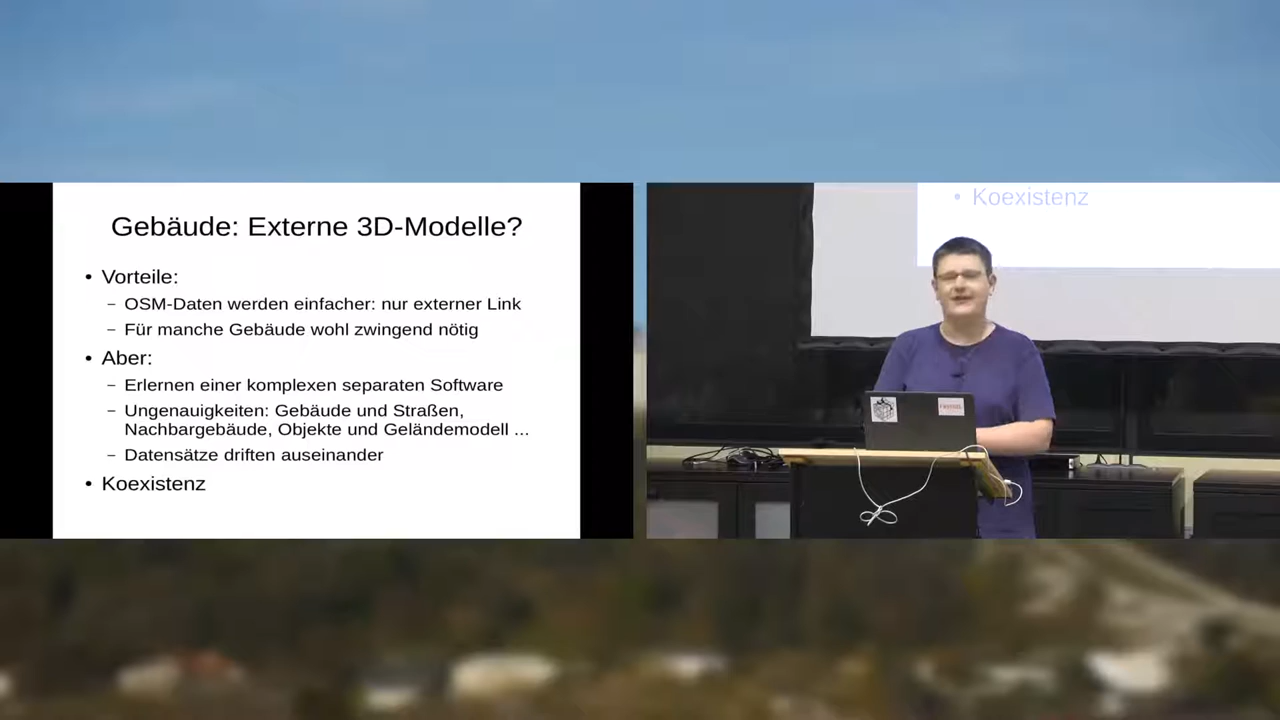 Gebäude: Externe 3D-Modelle?
• Vorteile:
– OSM-Daten werden einfacher: nur externer Link
– Für manche Gebäude wohl zwingend nötig
• Aber:
– Erlernen einer komplexen separaten Software
– Ungenauigkeiten: Gebäude und Straßen,
Nachbargebäude, Objekte und Geländemodell ...
– Datensätze driften auseinander
• Koexistenz
• Koexistenz